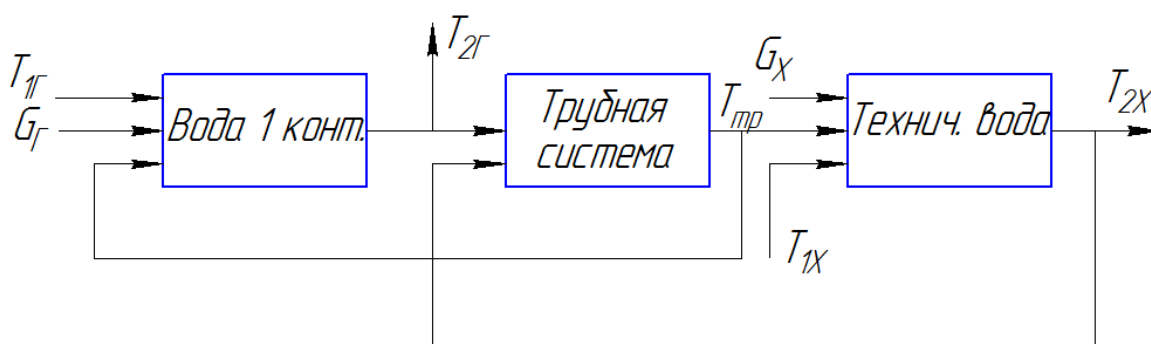 T1Г
GГ
Вода 1 конт.
T2Г
Трубная
система
Tтр
GX
T1X
Технич. вода
T2X